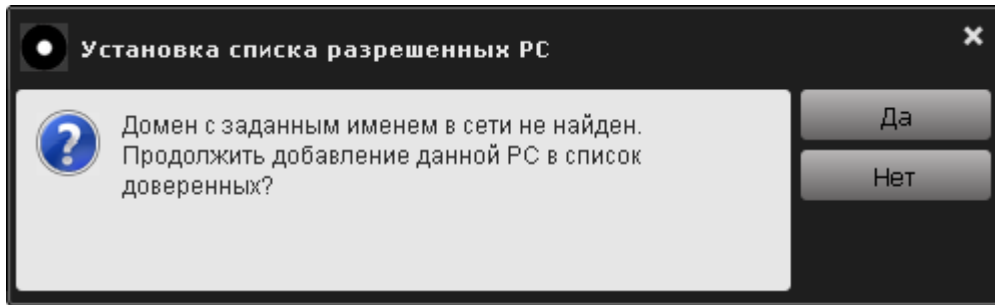 Установка списка разрешенных РС
Домен с заданным именем в сети не найден.
Продолжить добавление данной РС в список
доверенных?
Да
Нет